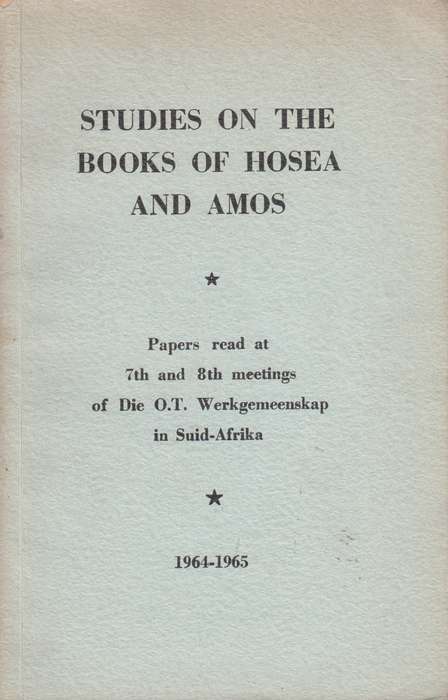 STUDIES ON THE
BOOKS OF HOSEA
AND AMOS
Papers read at
7th and 8th meetings
of Die O.T. Werkgemeenskap
in Suid-Afrika
1964-1965